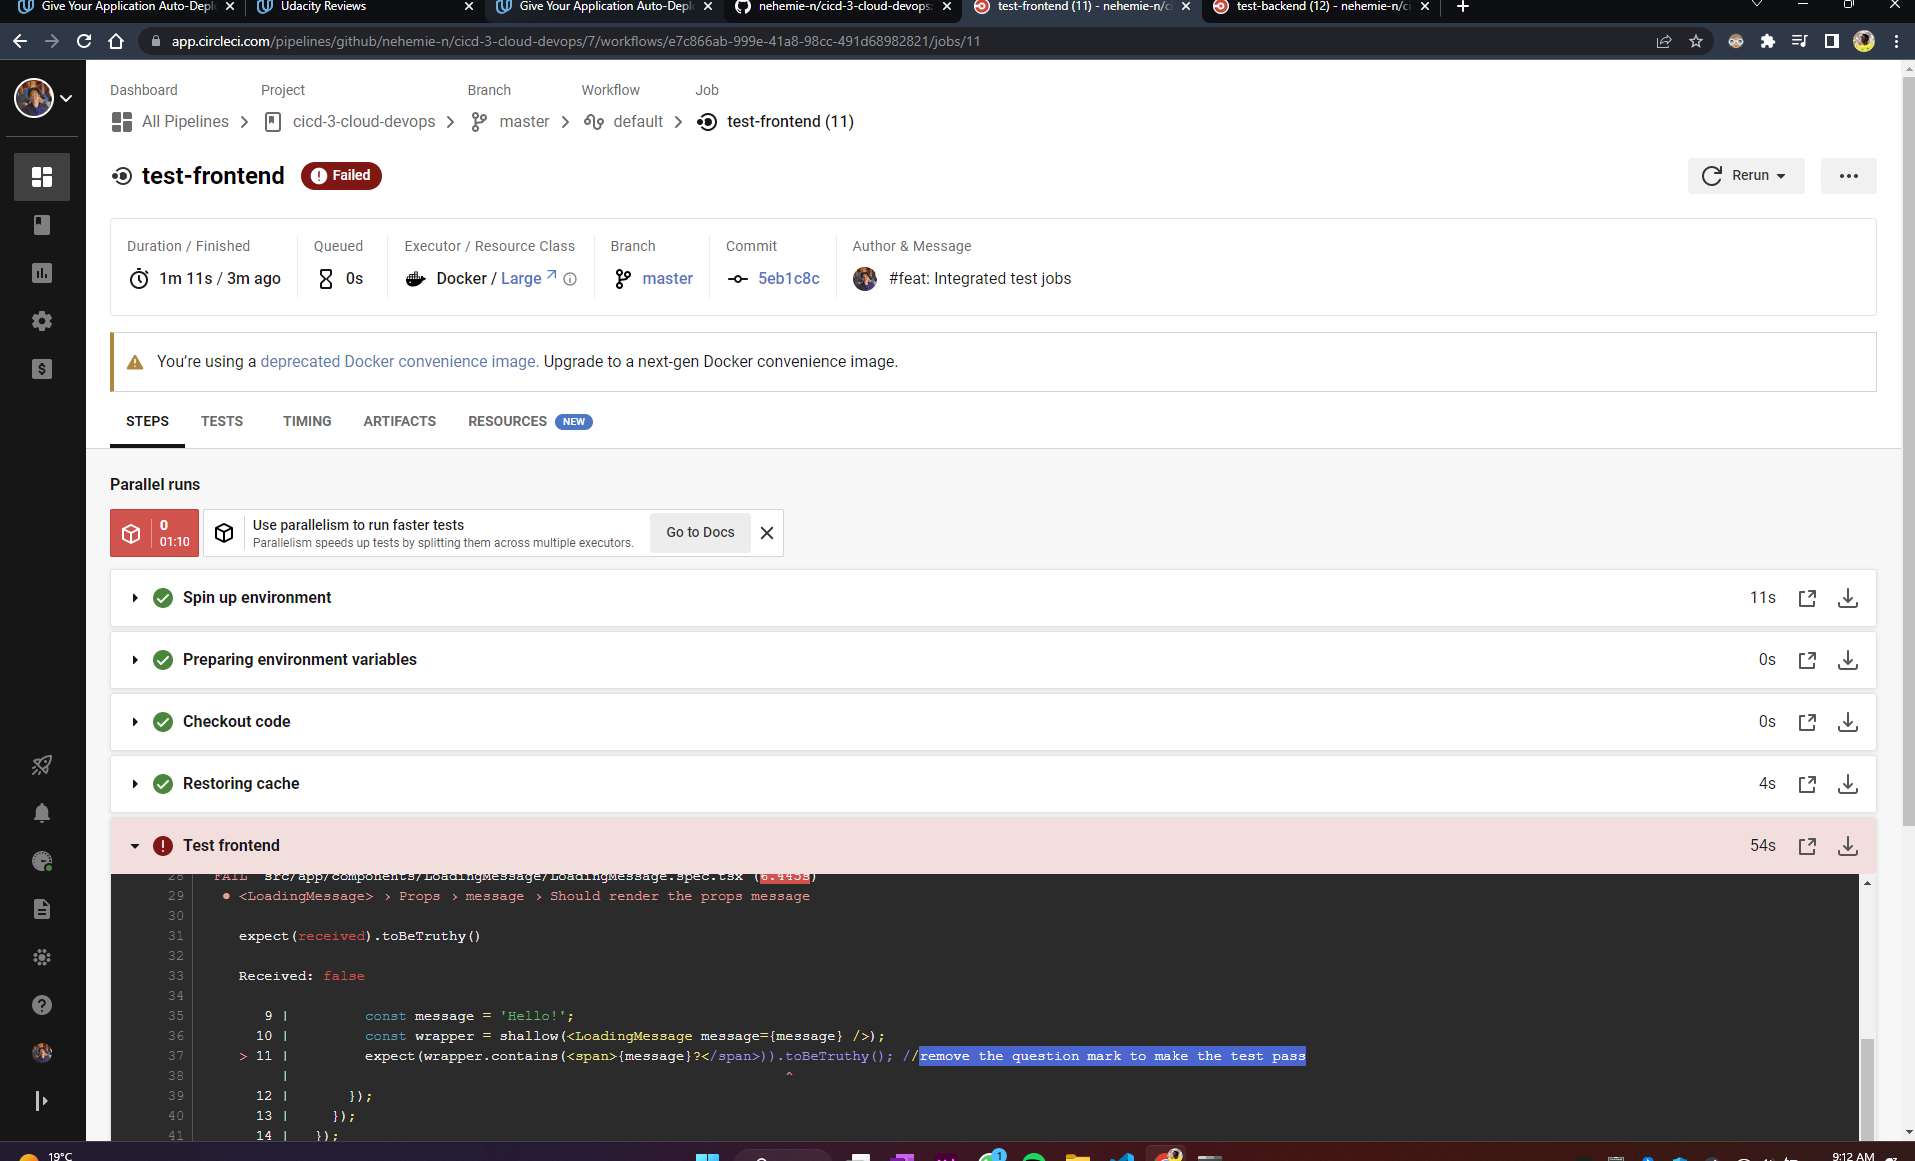 Give Your Application Auto-Depl
Udacity Reviews
Give Your Application Auto-Depl
nehemie-n/cicd-3-cloud-devops:
test-frontend (11) - nehemie-n/ci
test-backend (12) - nehemie-n/ci
app.circleci.com/pipelines/github/nehemie-n/cicd-3-cloud-devops/7/workflows/e7c866ab-999e-41a8-98cc-491d68982821/jobs/11
Dashboard Project Branch Workflow Job
All Pipelines cicd-3-cloud-devops master default test-frontend (11)
test-frontend Failed
Rerun
Duration / Finished Queued Executor / Resource Class Branch Commit Author & Message
1m 11s / 3m ago 0s Docker / Large master 5eb1c8c #feat: Integrated test jobs
You’re using a deprecated Docker convenience image. Upgrade to a next-gen Docker convenience image.
STEPS TESTS TIMING ARTIFACTS RESOURCES NEW
Parallel runs
0
01:10
Use parallelism to run faster tests
Parallelism speeds up tests by splitting them across multiple executors.
Go to Docs
Spin up environment 11s
Preparing environment variables 0s
Checkout code 0s
Restoring cache 4s
Test frontend 54s
28 FAIL src/app/components/LoadingMessage/LoadingMessage.spec.tsx (6.445s)
29 ● <LoadingMessage> › Props › message › Should render the props message
30
31 expect(received).toBeTruthy()
32
33 Received: false
34
35 9 | const message = 'Hello!';
36 10 | const wrapper = shallow(<LoadingMessage message={message} />);
37 > 11 | expect(wrapper.contains(<span>{message}?</span>)).toBeTruthy(); //remove the question mark to make the test pass
38 | ^
39 12 | });
40 13 | });
41 14 | });
19°C
1
9:12 AM